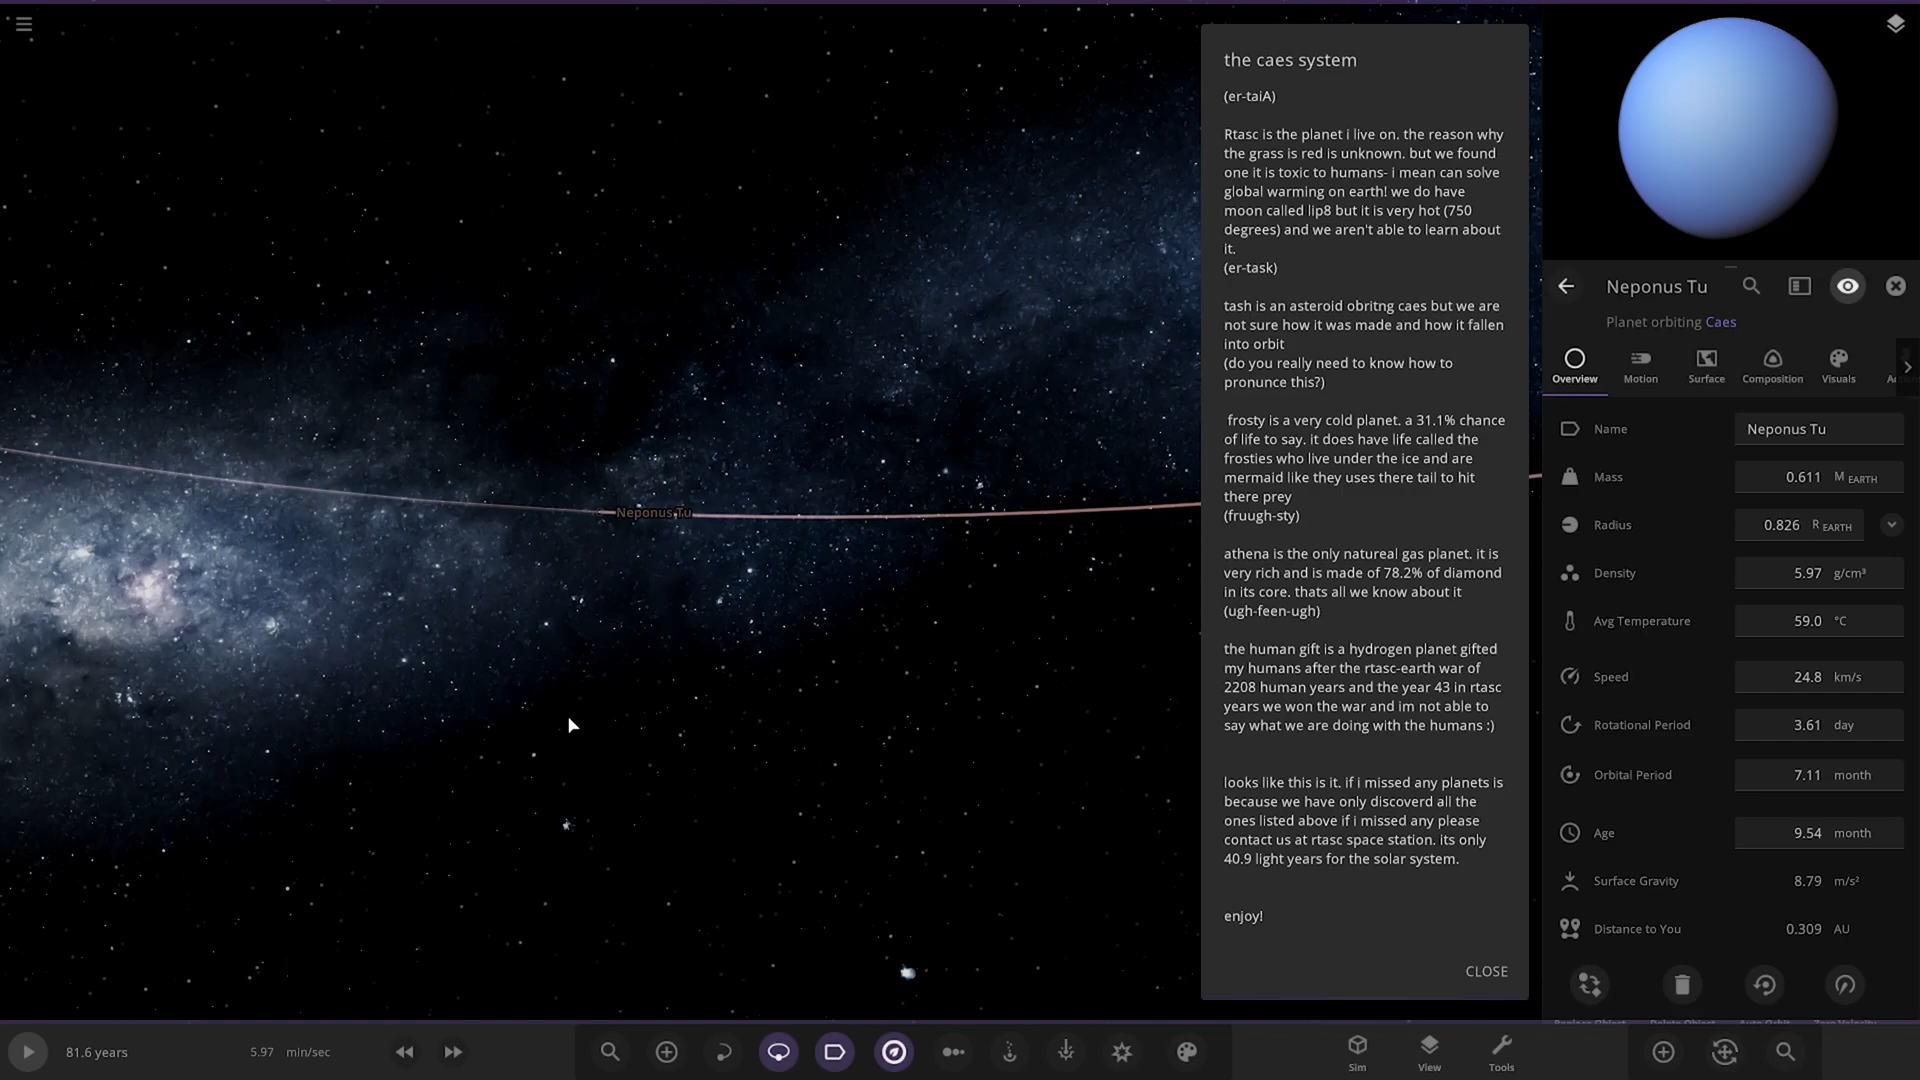 the caes system
(er-taiA)
Rtasc is the planet i live on. the reason why
the grass is red is unknown. but we found
one it is toxic to humans- i mean can solve
global warming on earth! we do have
moon called lip8 but it is very hot (750
degrees) and we aren't able to learn about
it.
(er-task)
tash is an asteroid obritng caes but we are
not sure how it was made and how it fallen
into orbit
(do you really need to know how to
pronunce this?)
frosty is a very cold planet. a 31.1% chance
of life to say. it does have life called the
frosties who live under the ice and are
mermaid like they uses there tail to hit
there prey
(fruugh-sty)
athena is the only natureal gas planet. it is
very rich and is made of 78.2% of diamond
in its core. thats all we know about it
(ugh-feen-ugh)
the human gift is a hydrogen planet gifted
my humans after the rtasc-earth war of
2208 human years and the year 43 in rtasc
years we won the war and im not able to
say what we are doing with the humans :)
looks like this is it. if i missed any planets is
because we have only discoverd all the
ones listed above if i missed any please
contact us at rtasc space station. its only
40.9 light years for the solar system.
enjoy!
CLOSE
Neponus Tu
Neponus Tu
Planet orbiting Caes
Overview Motion Surface Composition Visuals
Name Neponus Tu
Mass 0.611 M EARTH
Radius 0.826 R EARTH
Density 5.97 g/cm³
Avg Temperature 59.0 °C
Speed 24.8 km/s
Rotational Period 3.61 day
Orbital Period 7.11 month
Age 9.54 month
Surface Gravity 8.79 m/s²
Distance to You 0.309 AU
81.6 years 5.97 min/sec
Sim View Tools